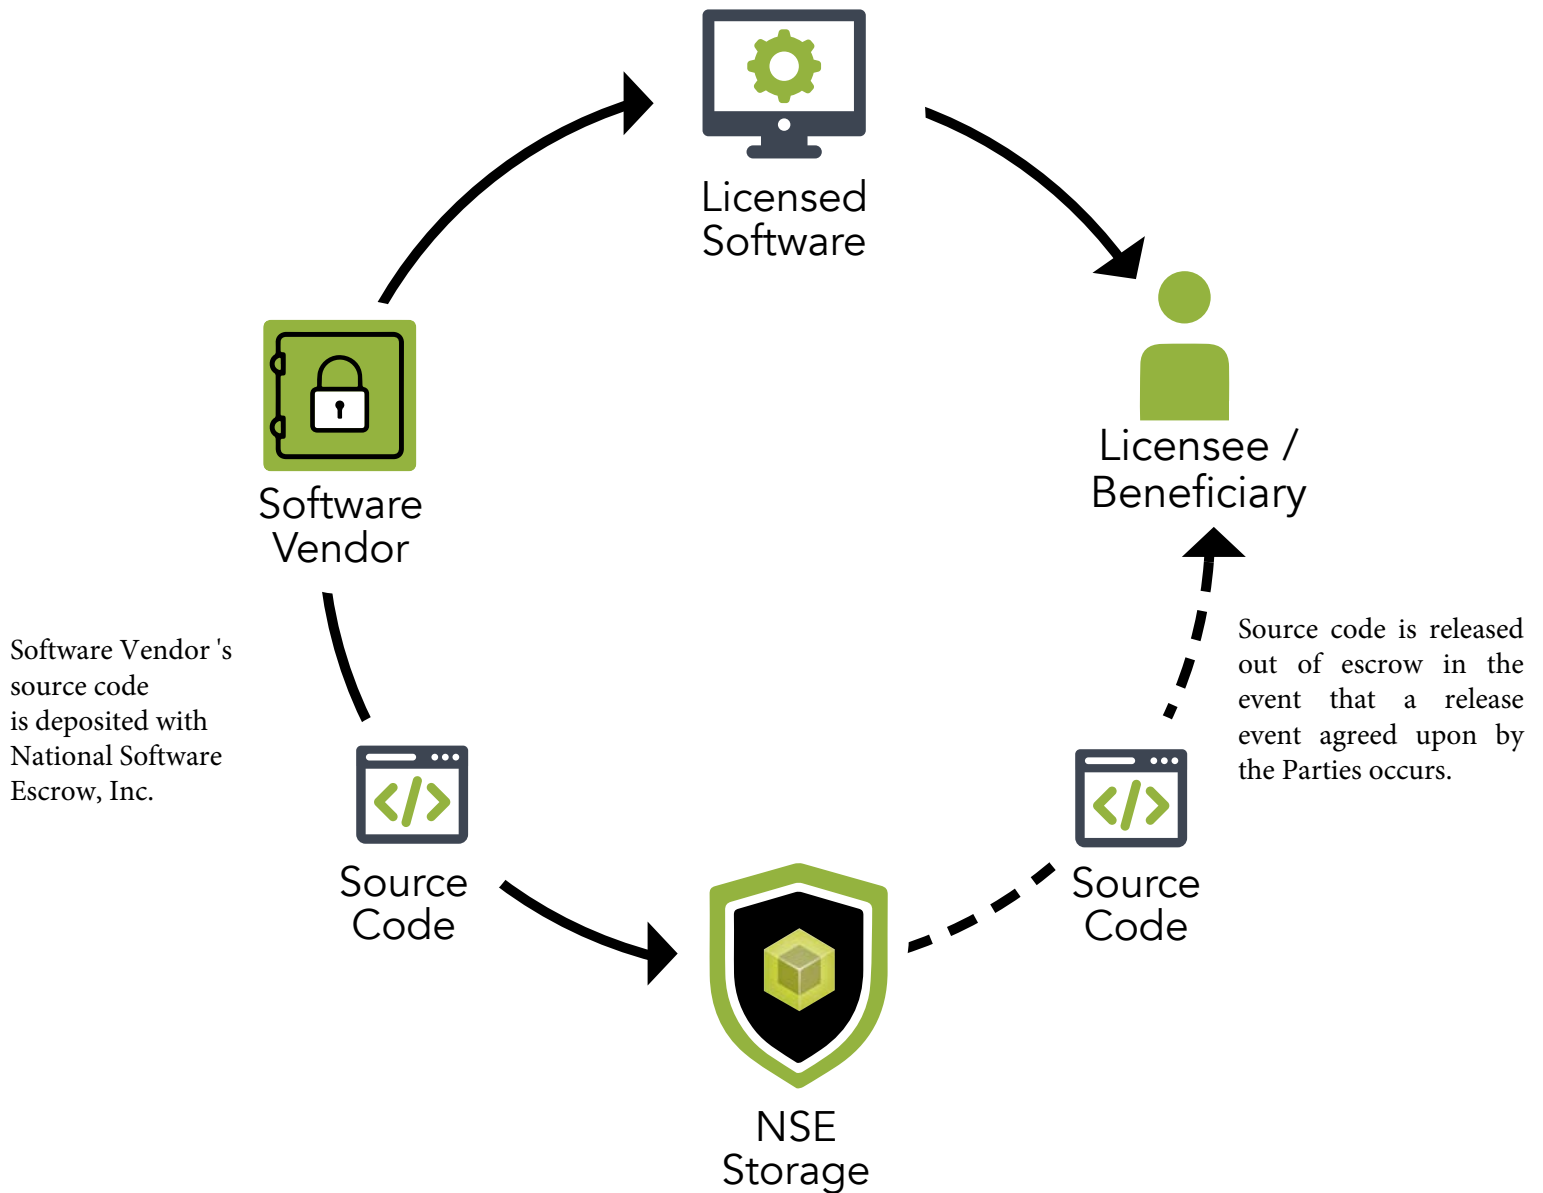 Licensed
Software
Licensee /
Beneficiary
Software
Vendor
Software Vendor 's
source code
is deposited with
National Software
Escrow, Inc.
Source code is released
out of escrow in the
event that a release
event agreed upon by
the Parties occurs.
</>
Source
Code
</>
Source
Code
NSE
Storage